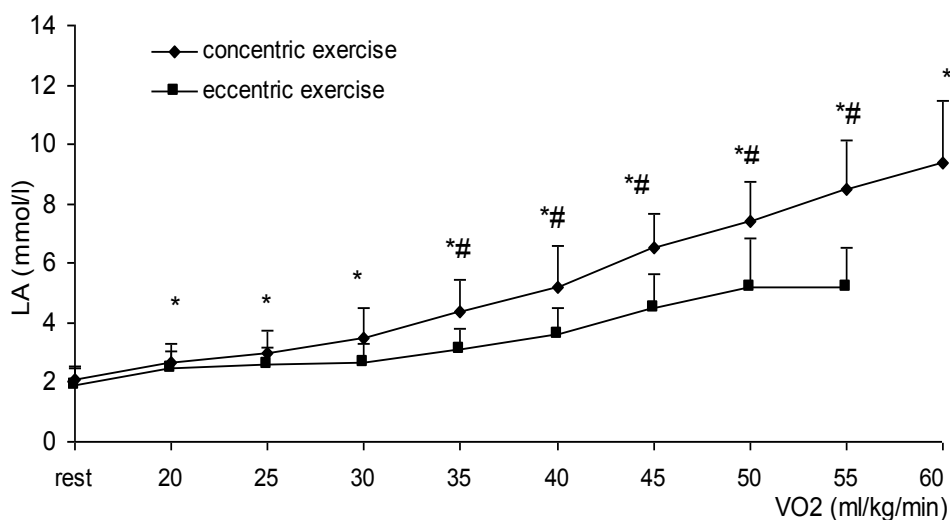 14
concentric exercise
eccentric exercise
12
*
10
*#
*#
8
*#
*#
*#
6
* * *
4
2
0
LA (mmol/l)
rest 20 25 30 35 40 45 50 55 60
VO2 (ml/kg/min)